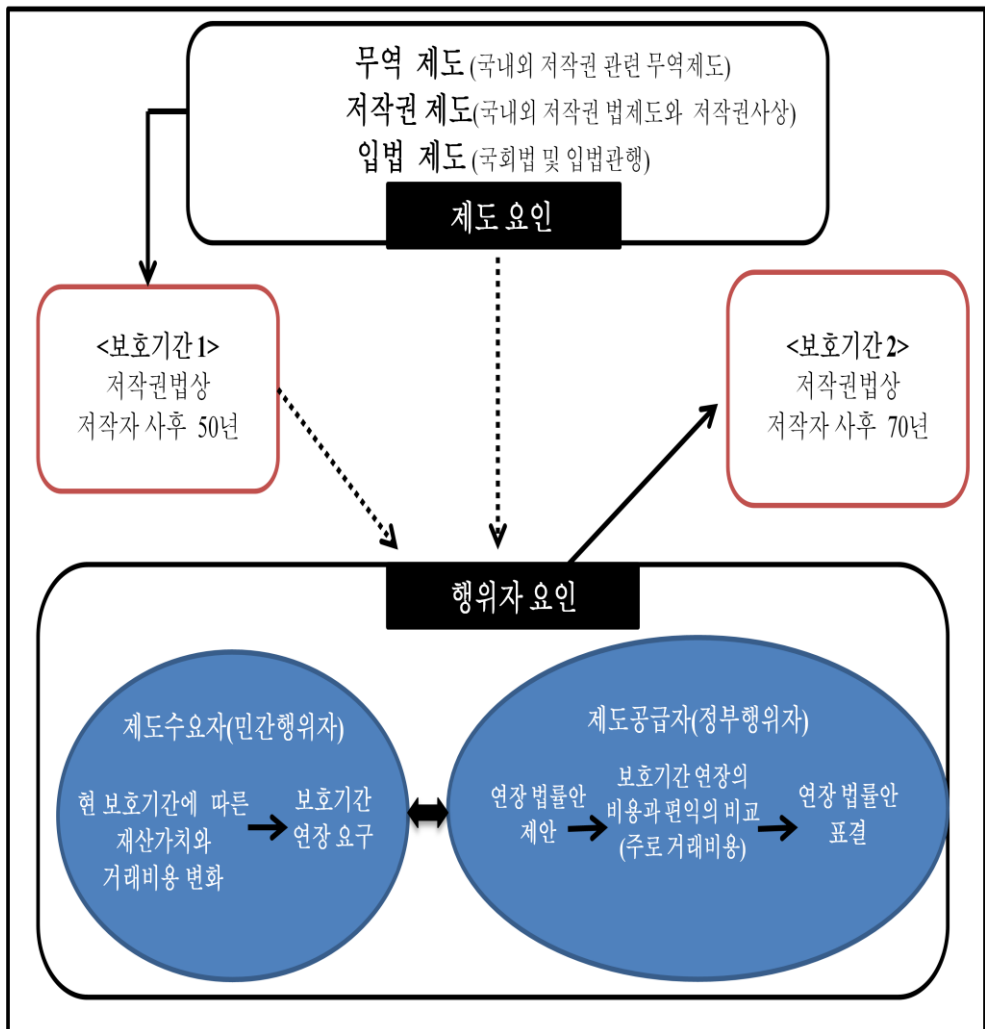 무역 제도 (국내외 저작권 관련 무역제도)
저작권 제도(국내외 저작권 법제도와 저작권사상)
입법 제도 (국회법 및 입법관행)
제도 요인
<보호기간 1>
저작권법상
저작자 사후 50년
<보호기간 2>
저작권법상
저작자 사후 70년
행위자 요인
제도수요자(민간행위자)
현 보호기간에 따른
재산가치와
거래비용 변화
보호기간
연장 요구
제도공급자(정부행위자)
연장 법률안
제안
보호기간 연장의
비용과 편익의 비교
(주로 거래비용)
연장 법률안
표결